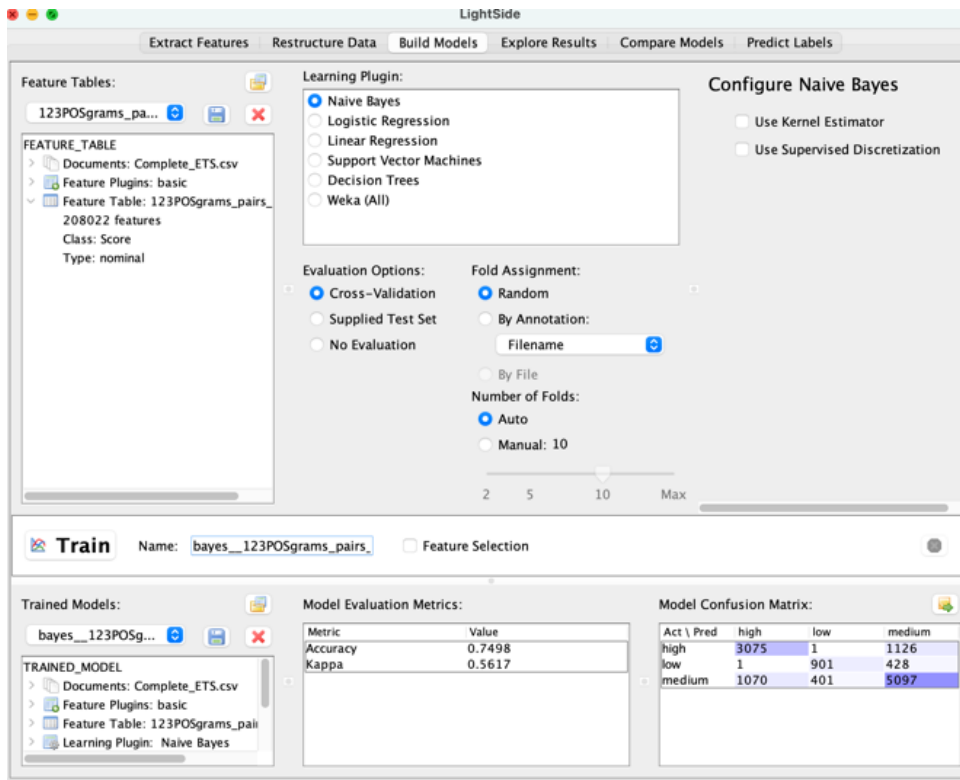 LightSide
Extract Features Restructure Data Build Models Explore Results Compare Models Predict Labels
Feature Tables:
123POSgrams_pa...
FEATURE_TABLE
Documents: Complete_ETS.csv
Feature Plugins: basic
Feature Table: 123POSgrams_pairs_
208022 features
Class: Score
Type: nominal
Learning Plugin:
Naive Bayes
Logistic Regression
Linear Regression
Support Vector Machines
Decision Trees
Weka (All)
Evaluation Options:
Cross-Validation
Supplied Test Set
No Evaluation
Fold Assignment:
Random
By Annotation:
Filename
By File
Number of Folds:
Auto
Manual: 10
2 5 10 Max
Configure Naive Bayes
Use Kernel Estimator
Use Supervised Discretization
Train Name: bayes__123POSgrams_pairs_ Feature Selection
Trained Models:
bayes__123POSg...
TRAINED_MODEL
Documents: Complete_ETS.csv
Feature Plugins: basic
Feature Table: 123POSgrams_pai
Learning Plugin: Naive Bayes
Model Evaluation Metrics:
Metric Value
Accuracy 0.7498
Kappa 0.5617
Model Confusion Matrix:
Act \ Pred high low medium
high 3075 1 1126
low 1 901 428
medium 1070 401 5097